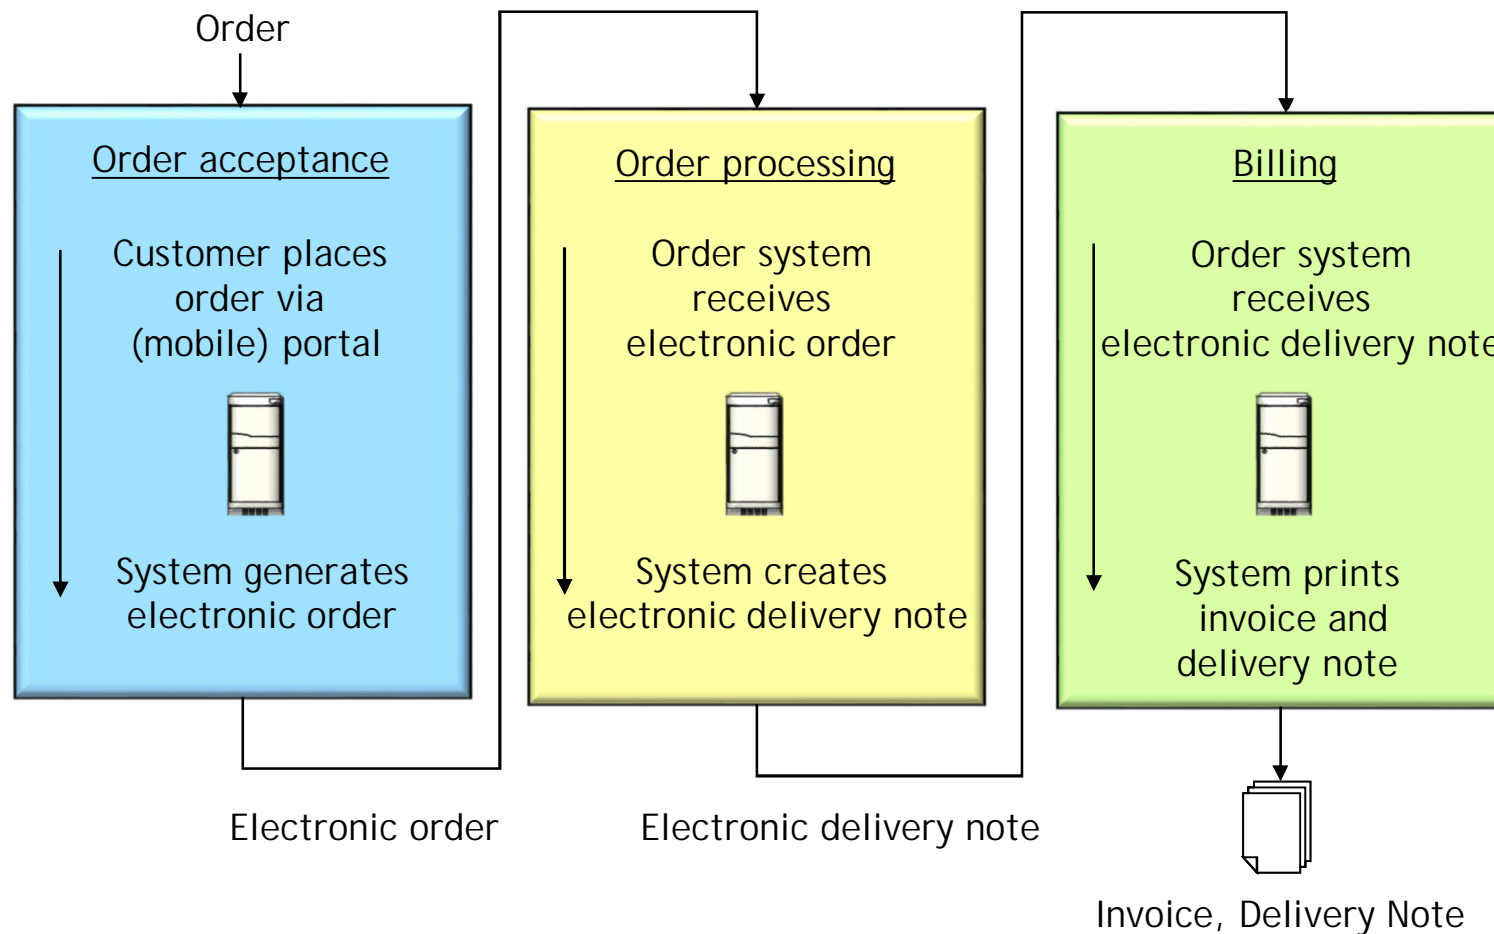 Order
Order acceptance
Customer places
order via
(mobile) portal
System generates
electronic order
Electronic order
Order processing
Order system
receives
electronic order
System creates
electronic delivery note
Electronic delivery note
Billing
Order system
receives
electronic delivery note
System prints
invoice and
delivery note
Invoice, Delivery Note